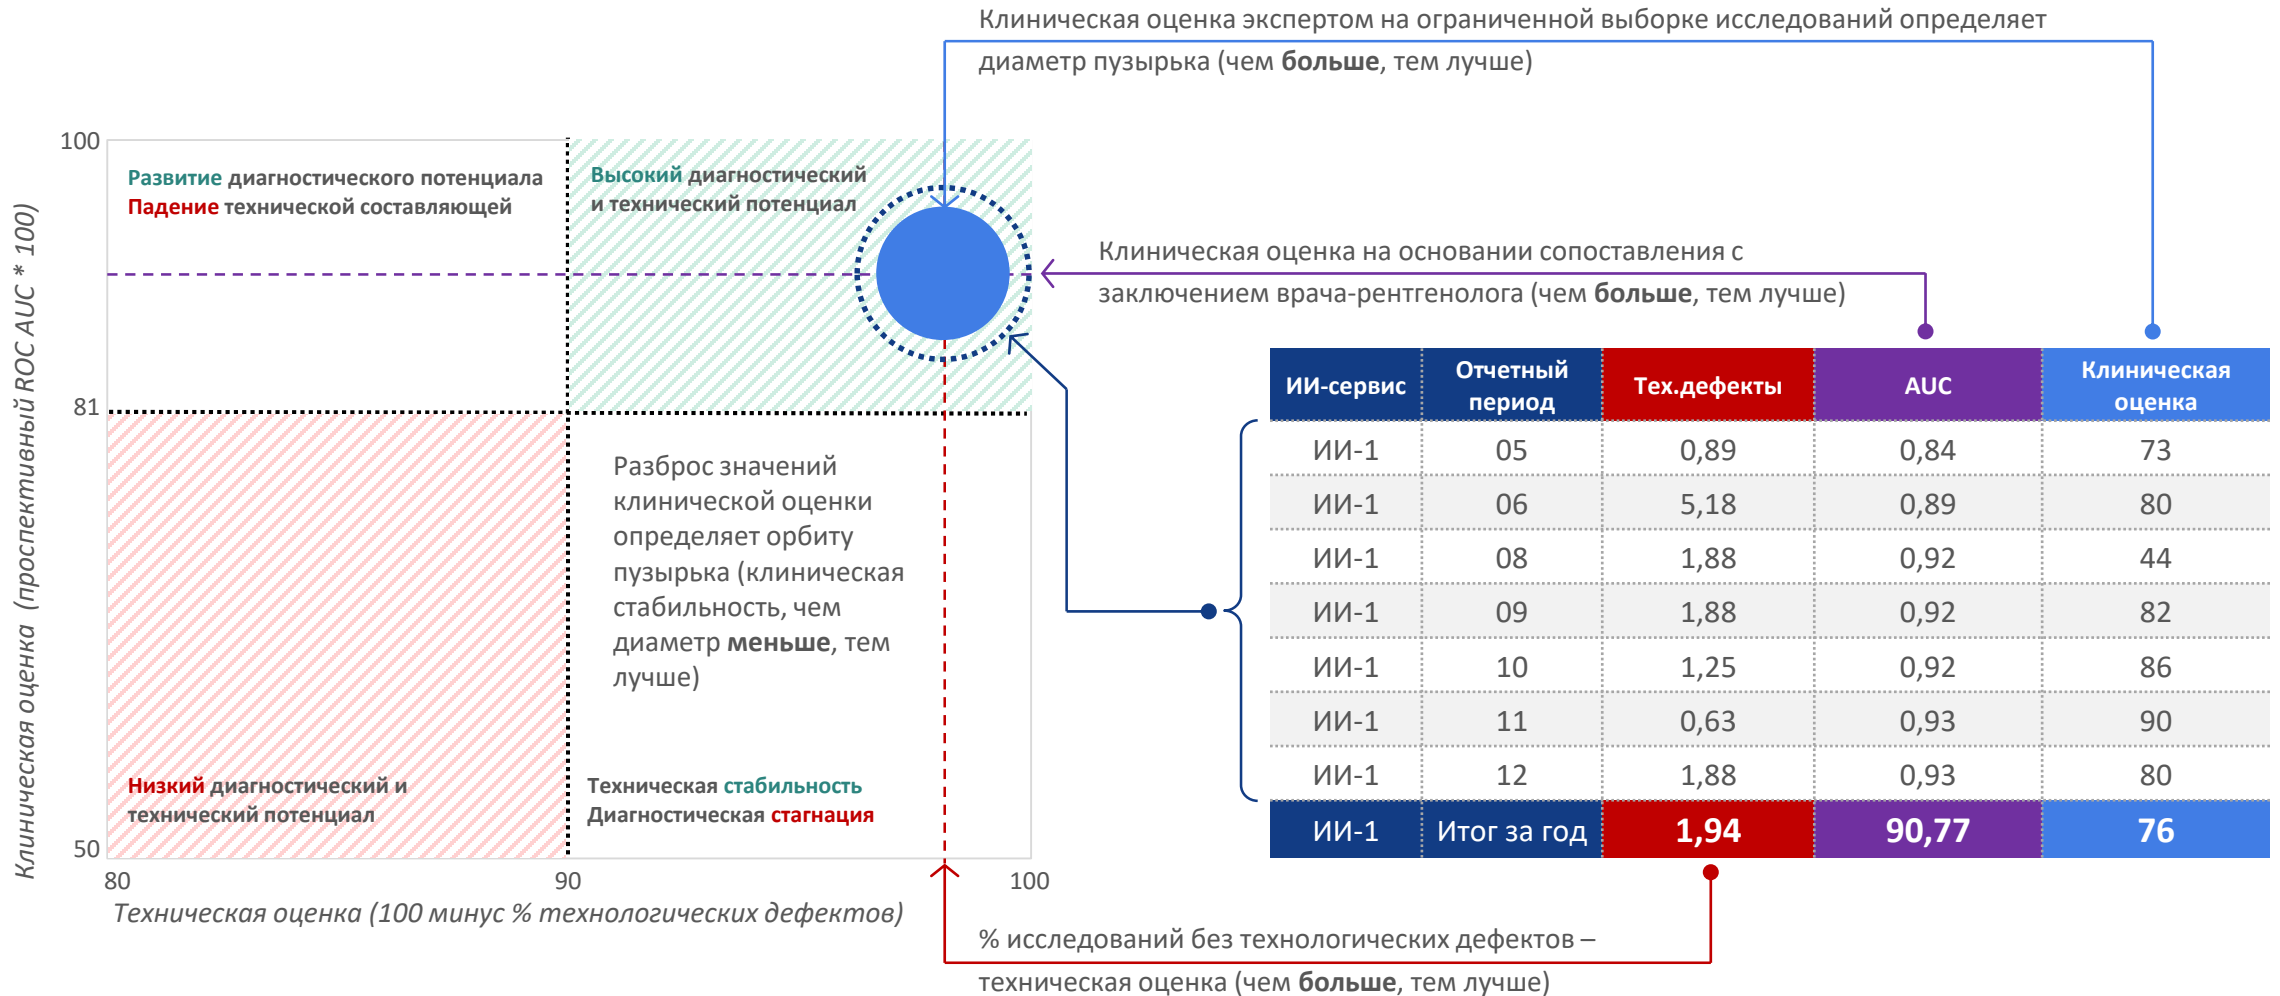 Клиническая оценка экспертом на ограниченной выборке исследований определяет
диаметр пузырька (чем больше, тем лучше)
Клиническая оценка (проспективный ROC AUC * 100)
100
81
50
Развитие диагностического потенциала
Падение технической составляющей
Высокий диагностический
и технический потенциал
Разброс значений
клинической оценки
определяет орбиту
пузырька (клиническая
стабильность, чем
диаметр меньше, тем
лучше)
Низкий диагностический и
технический потенциал
Техническая стабильность
Диагностическая стагнация
80
90
100
Техническая оценка (100 минус % технологических дефектов)
Клиническая оценка на основании сопоставления с
заключением врача-рентгенолога (чем больше, тем лучше)
ИИ-сервис Отчетный период Тех.дефекты AUC Клиническая оценка
ИИ-1 05 0,89 0,84 73
ИИ-1 06 5,18 0,89 80
ИИ-1 08 1,88 0,92 44
ИИ-1 09 1,88 0,92 82
ИИ-1 10 1,25 0,92 86
ИИ-1 11 0,63 0,93 90
ИИ-1 12 1,88 0,93 80
ИИ-1 Итог за год 1,94 90,77 76
% исследований без технологических дефектов –
техническая оценка (чем больше, тем лучше)